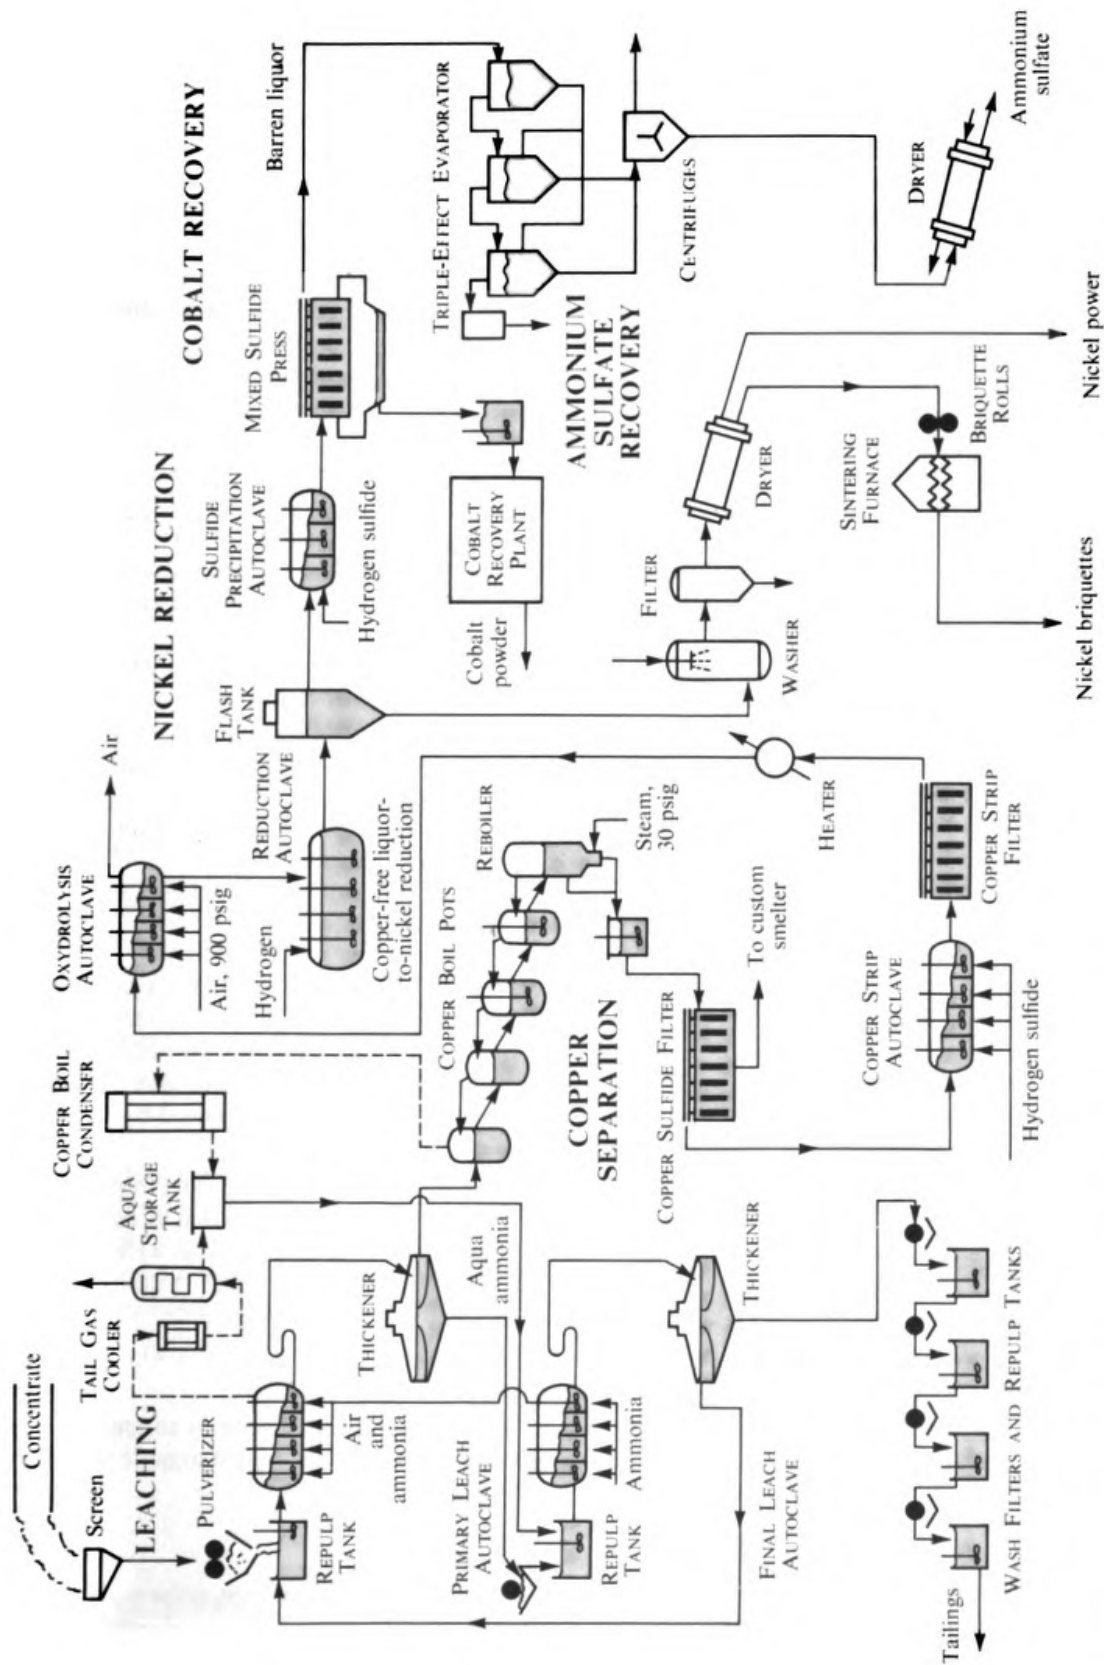 Concentrate
Screen
LEACHING
PULVERIZER
REPULP
TANK
TAIL GAS
COOLER
AQUA
STORAGE
TANK
COPPER BOIL
CONDENSER
Air
and
ammonia
THICKENER
Aqua
ammonia
PRIMARY LEACH
AUTOCLAVE
REPULP
TANK
Ammonia
FINAL LEACH
AUTOCLAVE
THICKENER
WASH FILTERS AND REPULP TANKS
Tailings
COPPER BOIL POTS
REBOILER
Steam,
30 psig
COPPER
SEPARATION
COPPER SULFIDE FILTER
To custom
smelter
COPPER STRIP
AUTOCLAVE
Hydrogen sulfide
COPPER STRIP
FILTER
HEATER
OXYDROLYSIS
AUTOCLAVE
Air
Air, 900 psig
Hydrogen
NICKEL REDUCTION
REDUCTION
AUTOCLAVE
Copper-free liquor-
to-nickel reduction
FLASH
TANK
SULFIDE
PRECIPITATION
AUTOCLAVE
Hydrogen sulfide
COBALT RECOVERY
MIXED SULFIDE
PRESS
Barren liquor
COBALT
RECOVERY
PLANT
Cobalt
powder
TRIPLE-EFFECT EVAPORATOR
AMMONIUM
SULFATE
RECOVERY
CENTRIFUGES
DRYER
Ammonium
sulfate
WASHER
FILTER
DRYER
BRIQUETTE
ROLLS
SINTERING
FURNACE
Nickel briquettes
Nickel power